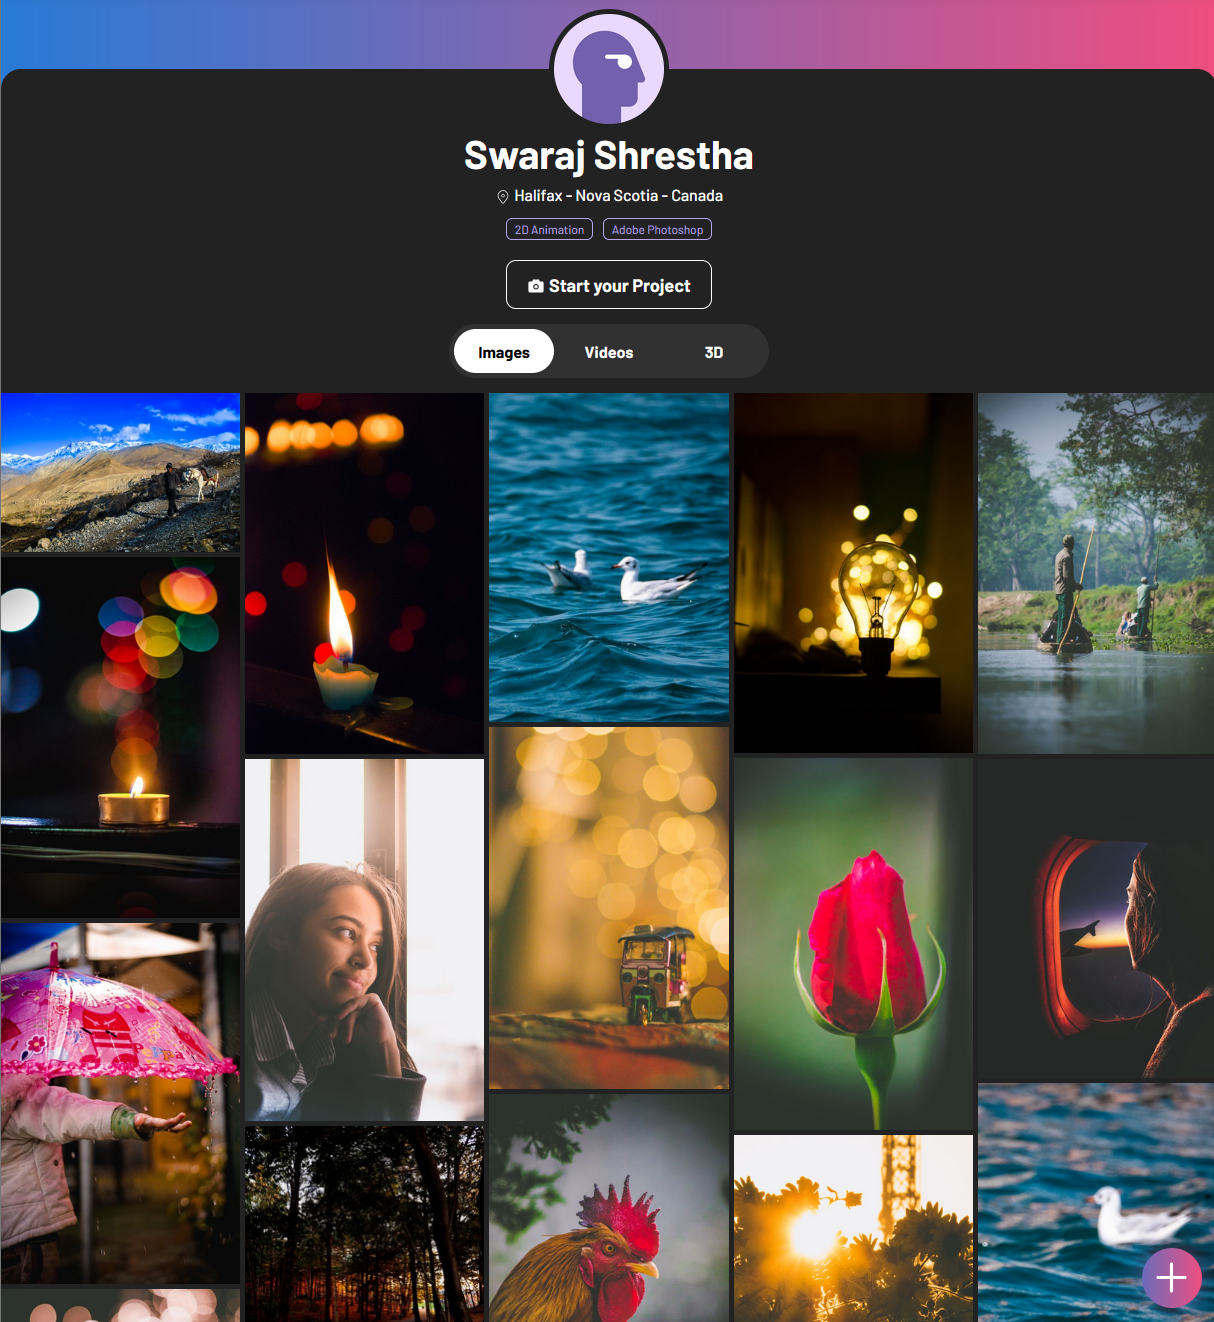 Swaraj Shrestha
Halifax - Nova Scotia - Canada
2D Animation
Adobe Photoshop
Start your Project
Images
Videos
3D